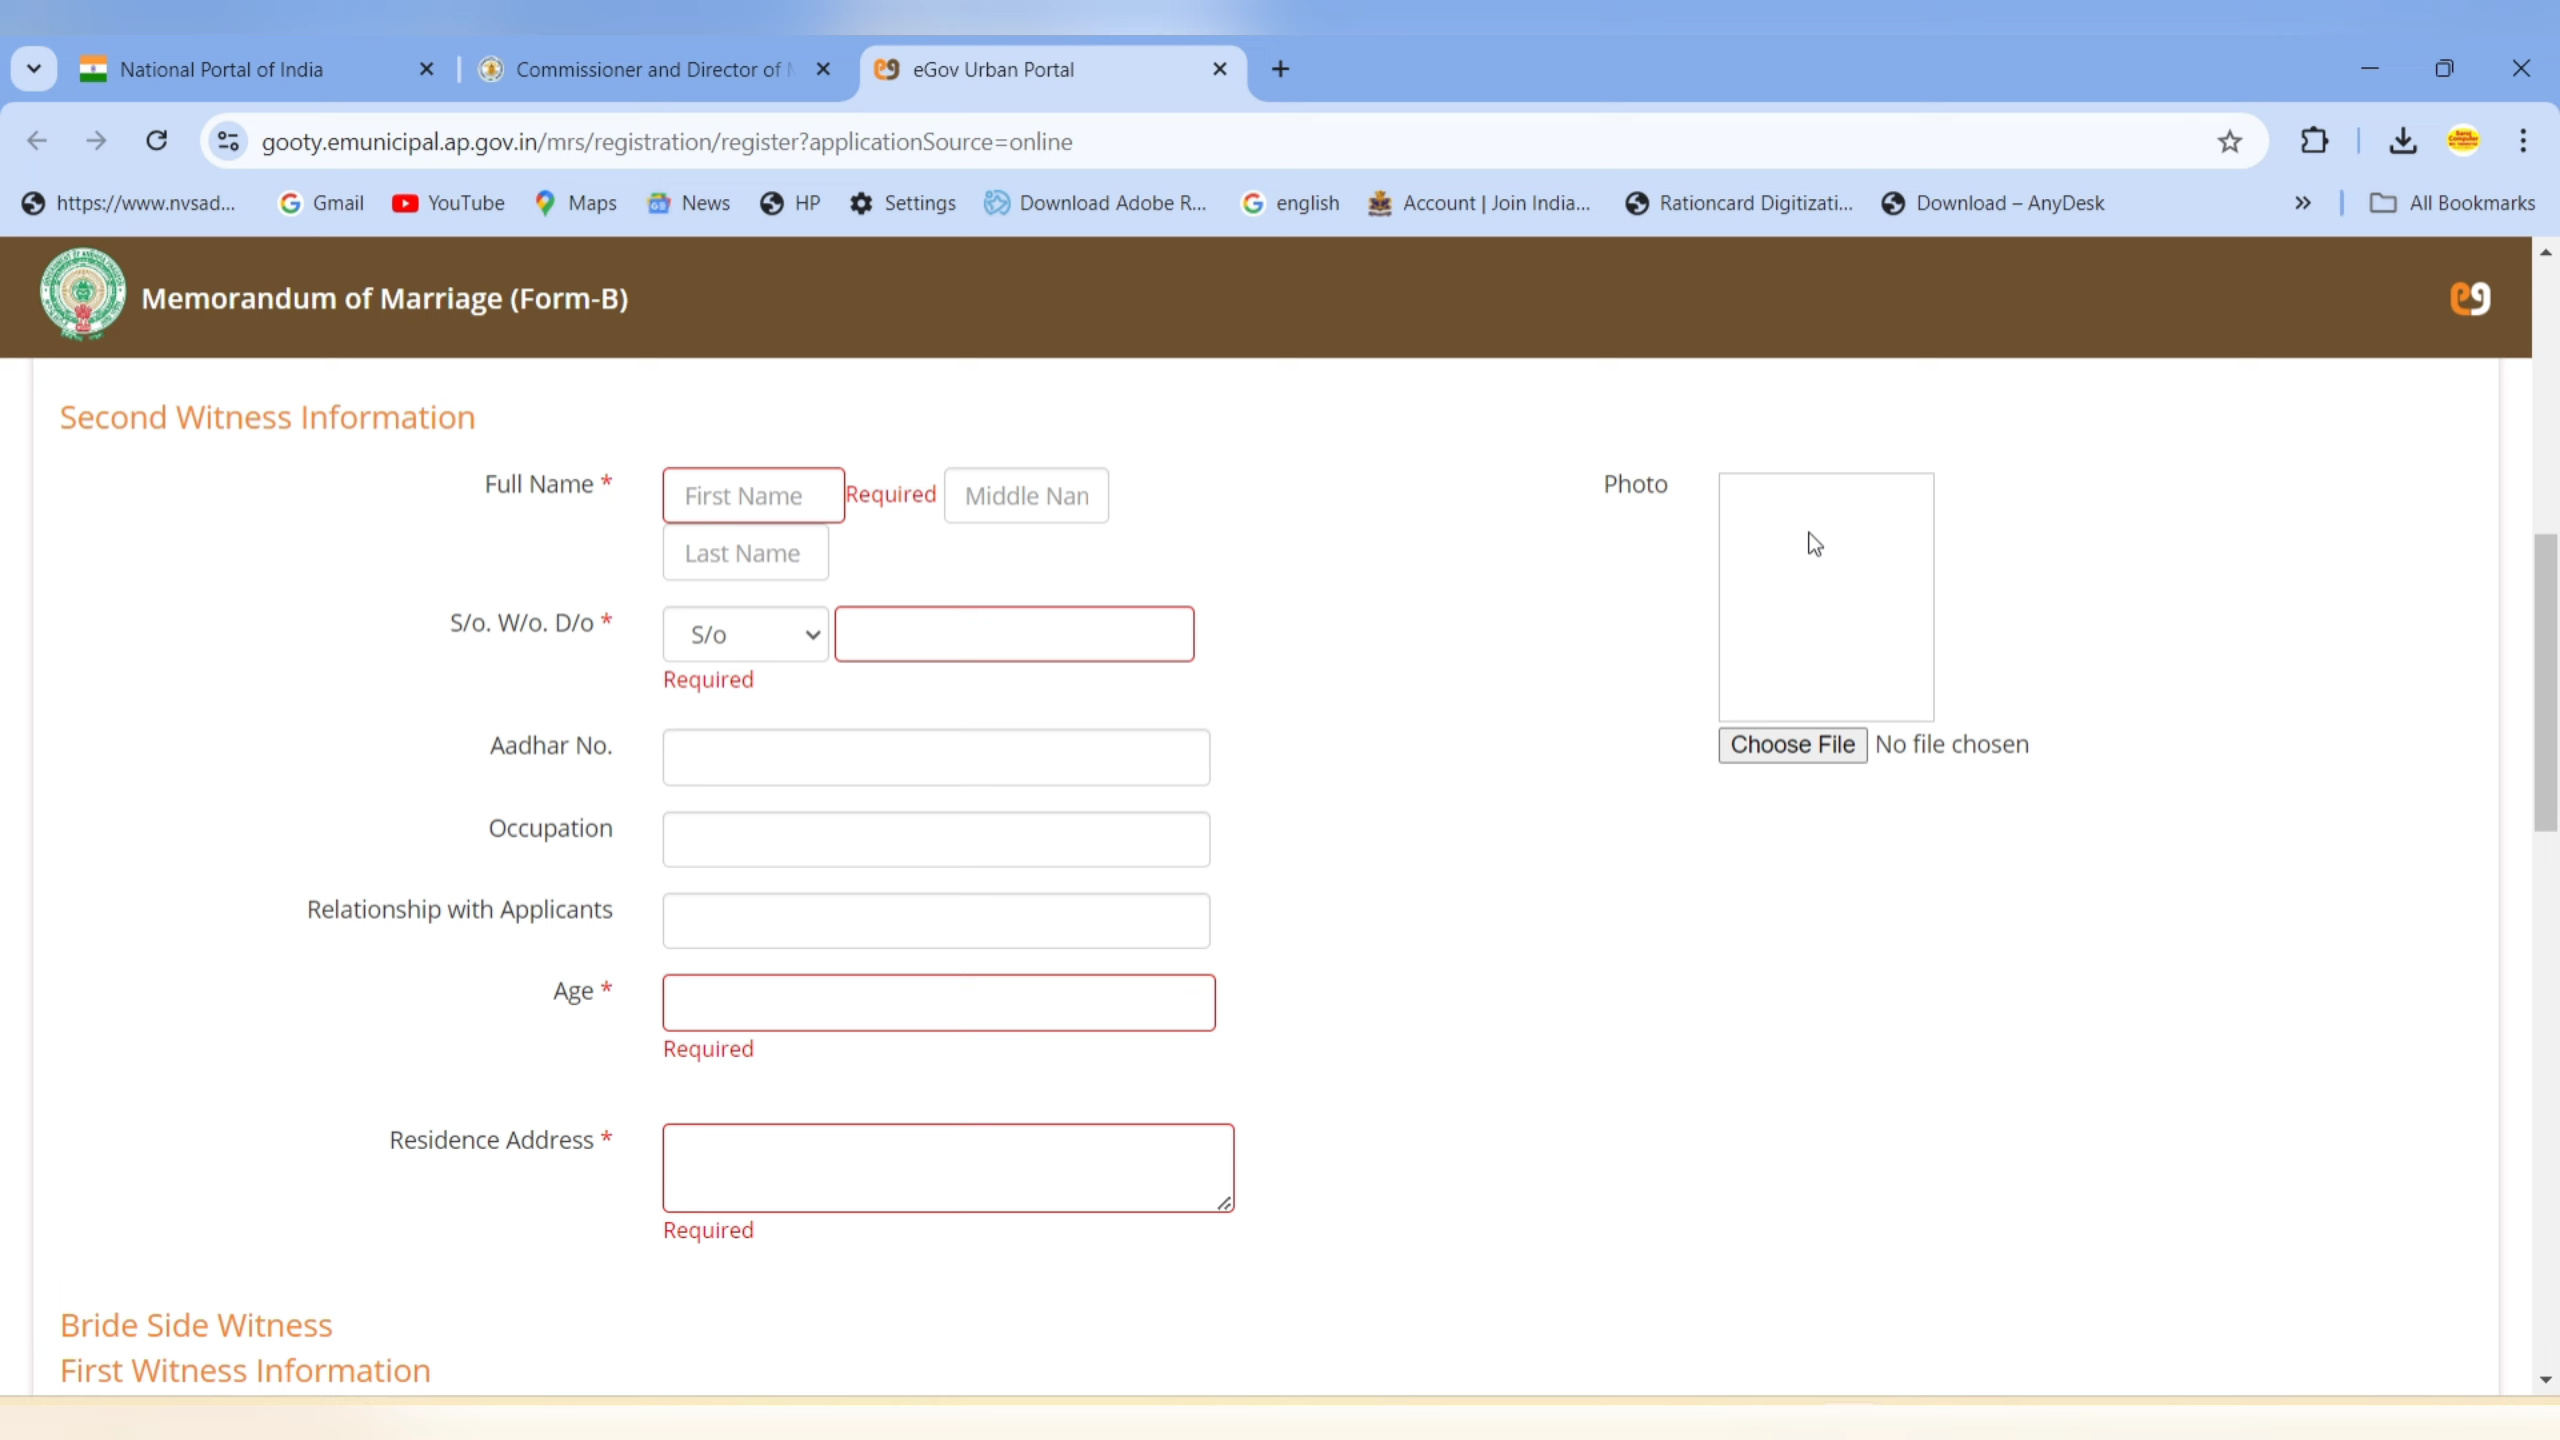 National Portal of India
Commissioner and Director of
eGov Urban Portal
gooty.emunicipal.ap.gov.in/mrs/registration/register?applicationSource=online
https://www.nvsad...
Gmail
YouTube
Maps
News
HP
Settings
Download Adobe R...
english
Account | Join India...
Rationcard Digitizati...
Download – AnyDesk
»
All Bookmarks
Memorandum of Marriage (Form-B)
Second Witness Information
Full Name *
First Name
Required
Middle Nan
Last Name
Photo
S/o. W/o. D/o *
S/o
Required
Choose File No file chosen
Aadhar No.
Occupation
Relationship with Applicants
Age *
Required
Residence Address *
Required
Bride Side Witness
First Witness Information